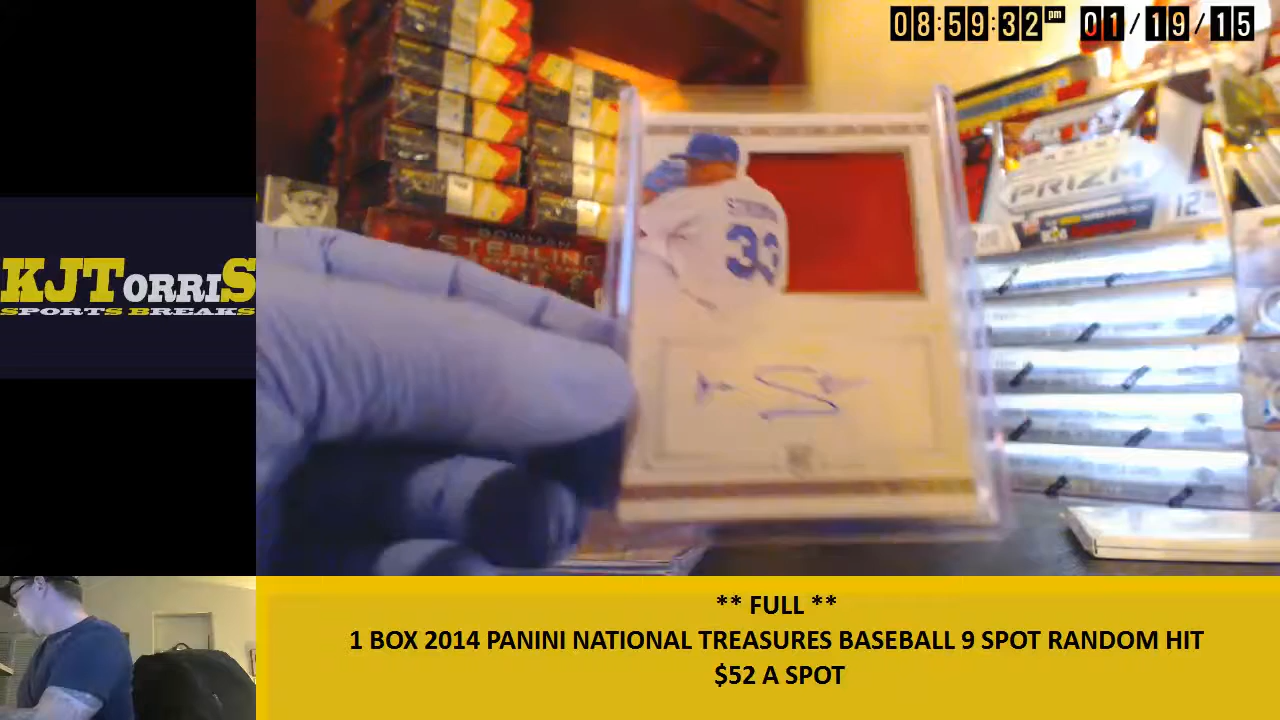 08:59:32 pm 01/19/15
BOWMAN
STERLING
33
PRIZM
12
KJTORRIS
SPORTS BREAKS
** FULL **
1 BOX 2014 PANINI NATIONAL TREASURES BASEBALL 9 SPOT RANDOM HIT
$52 A SPOT